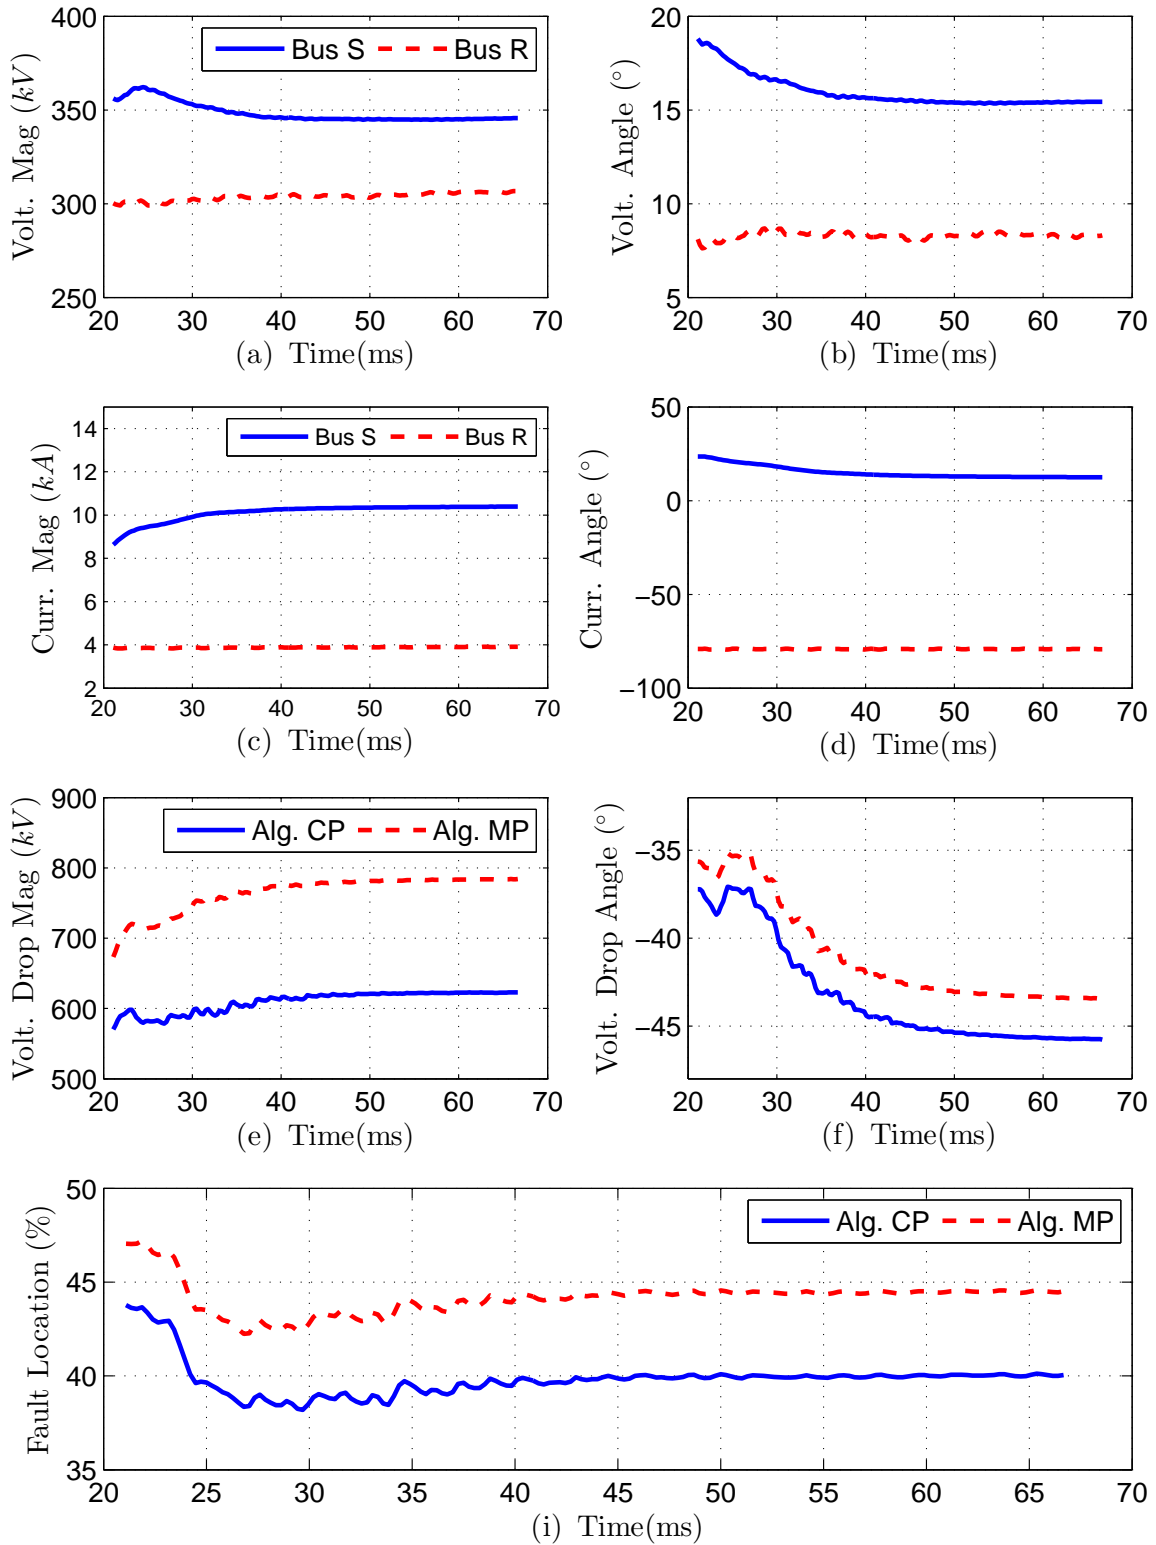 400
350
300
250
Volt. Mag (kV)
Bus S
Bus R
20 30 40 50 60 70
(a) Time(ms)
20
15
10
5
Volt. Angle (°)
20 30 40 50 60 70
(b) Time(ms)
14
12
10
8
6
4
2
Curr. Mag (kA)
Bus S
Bus R
20 30 40 50 60 70
(c) Time(ms)
50
0
−50
−100
Curr. Angle (°)
20 30 40 50 60 70
(d) Time(ms)
900
800
700
600
500
Volt. Drop Mag (kV)
Alg. CP
Alg. MP
20 30 40 50 60 70
(e) Time(ms)
−35
−40
−45
Volt. Drop Angle (°)
20 30 40 50 60 70
(f) Time(ms)
50
45
40
35
Fault Location (%)
Alg. CP
Alg. MP
20 25 30 35 40 45 50 55 60 65 70
(i) Time(ms)